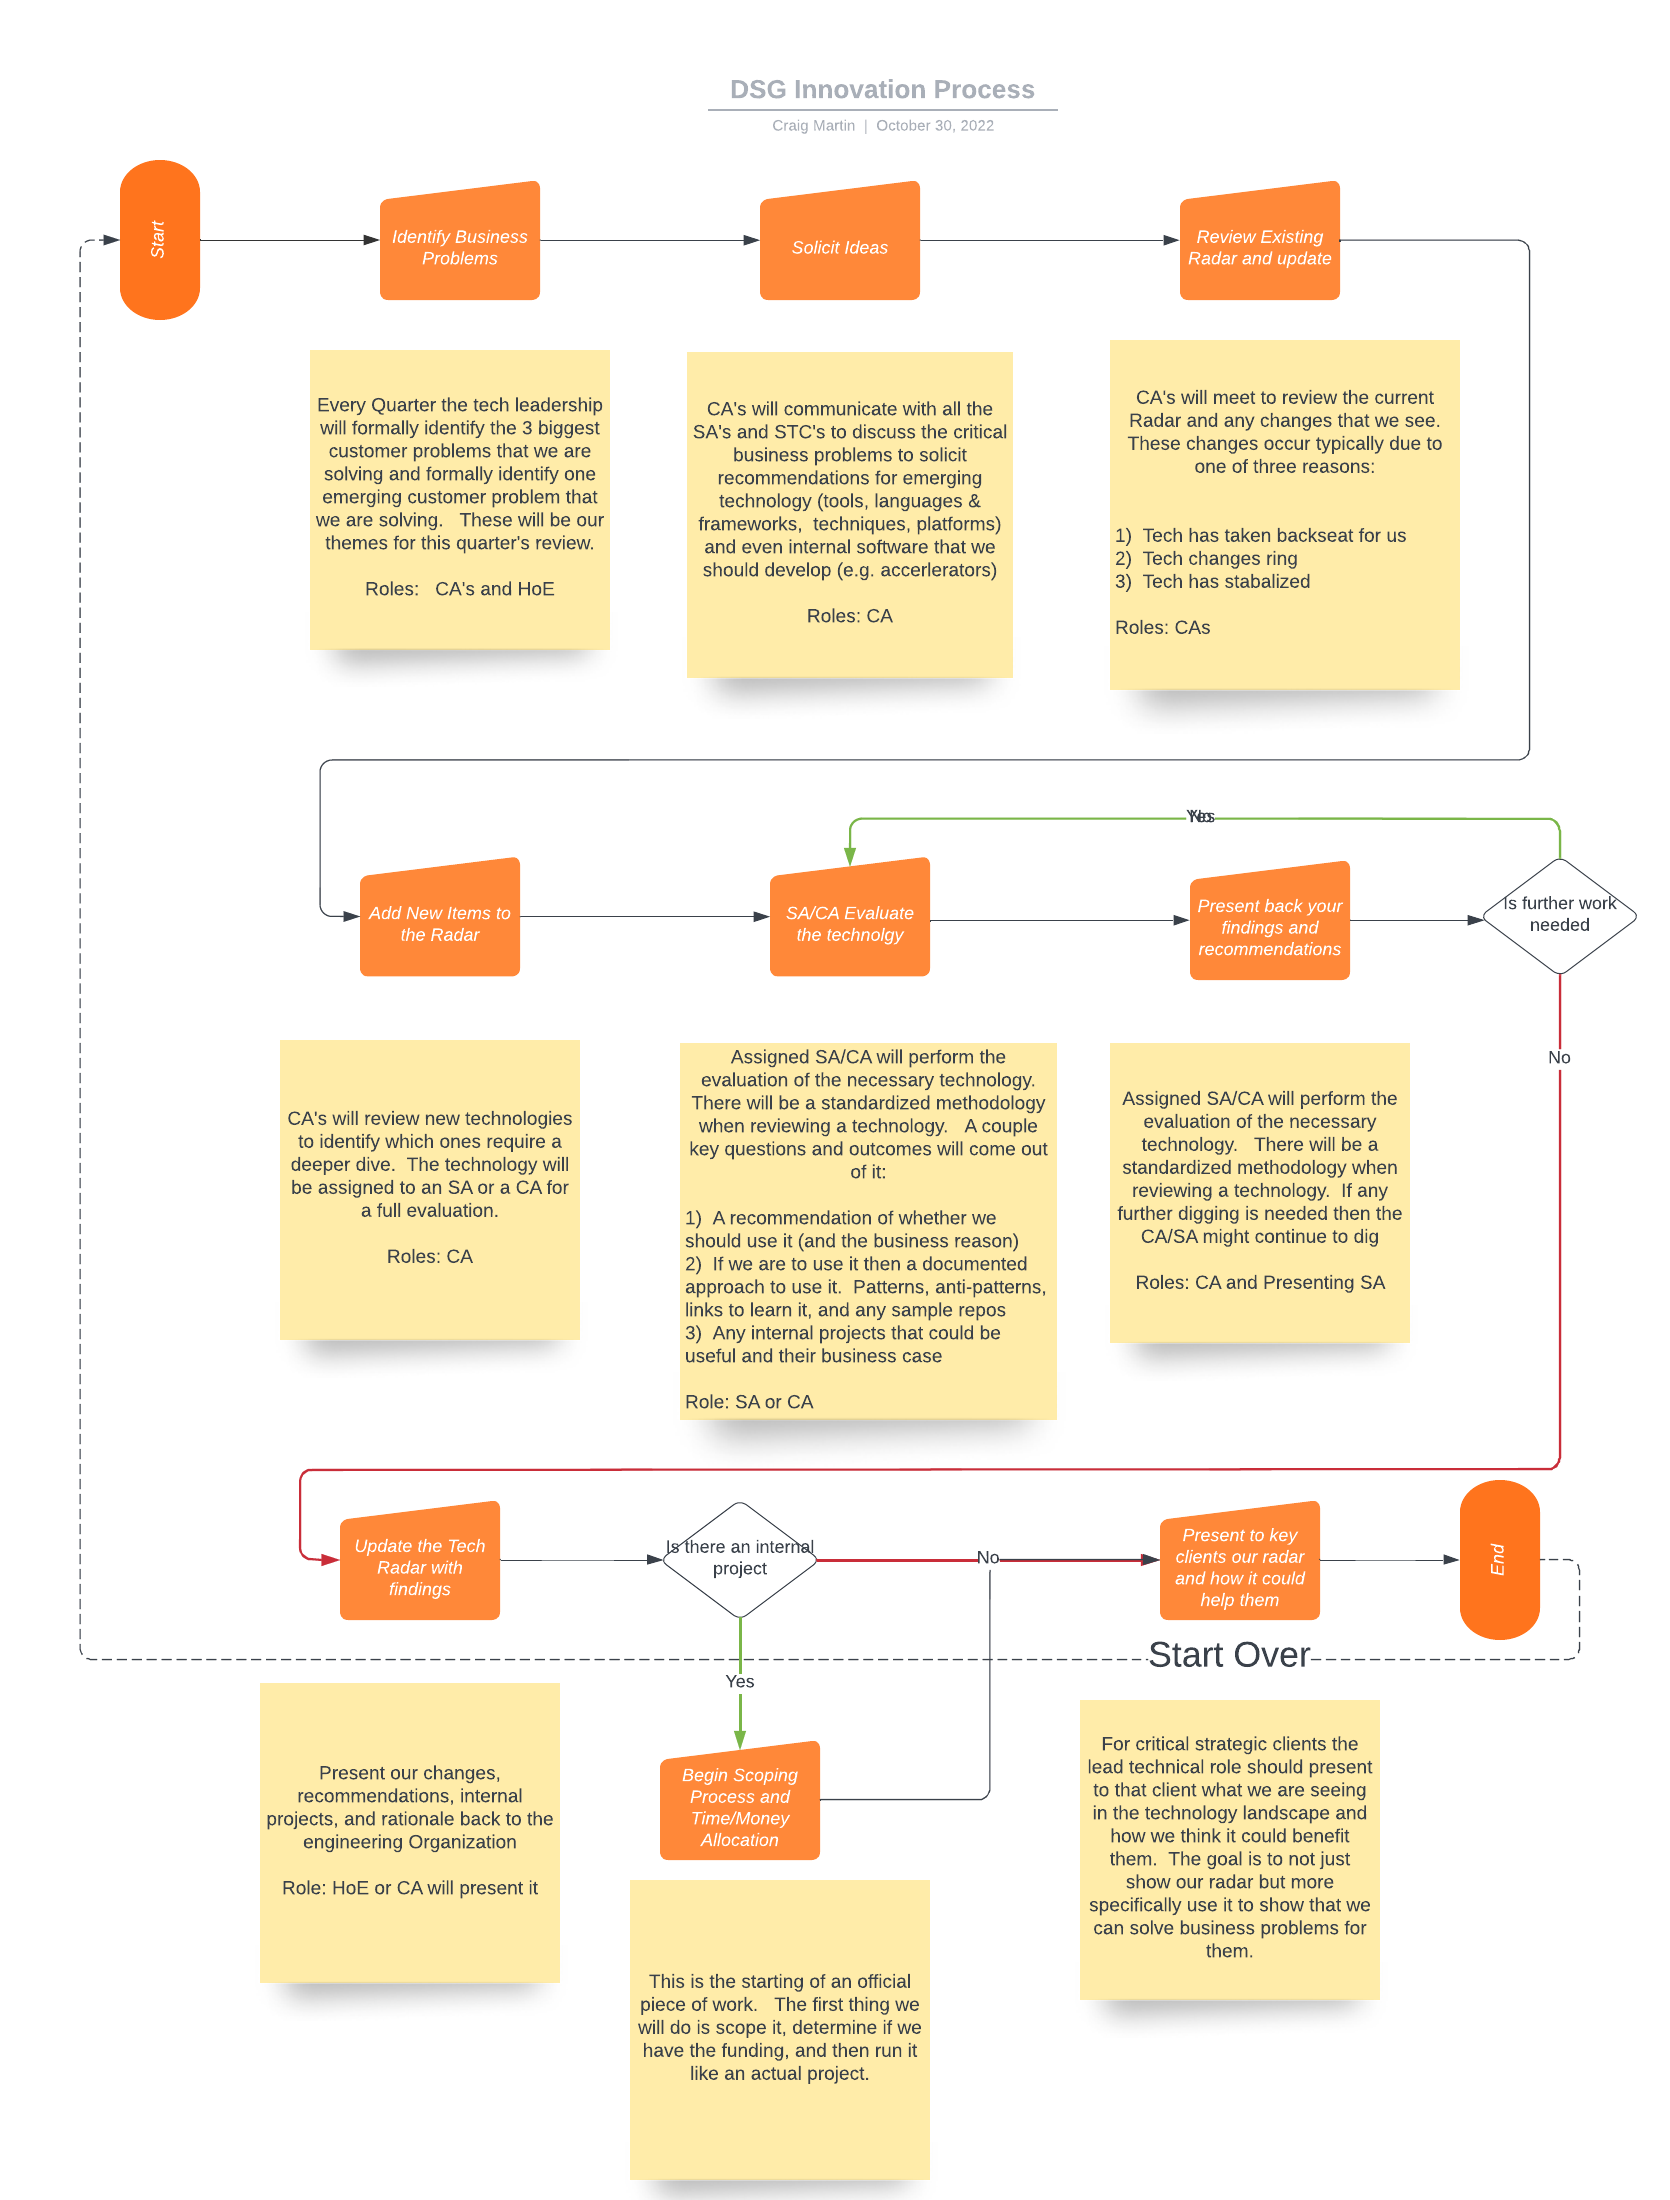 DSG Innovation Process
Craig Martin | October 30, 2022
Start
Identify Business
Problems
Solicit Ideas
Review Existing
Radar and update
Every Quarter the tech leadership
will formally identify the 3 biggest
customer problems that we are
solving and formally identify one
emerging customer problem that
we are solving. These will be our
themes for this quarter's review.
Roles: CA's and HoE
CA's will communicate with all the
SA's and STC's to discuss the critical
business problems to solicit
recommendations for emerging
technology (tools, languages &
frameworks, techniques, platforms)
and even internal software that we
should develop (e.g. accerlerators)
Roles: CA
CA's will meet to review the current
Radar and any changes that we see.
These changes occur typically due to
one of three reasons:
1) Tech has taken backseat for us
2) Tech changes ring
3) Tech has stabalized
Roles: CAs
Yes
No
Add New Items to
the Radar
SA/CA Evaluate
the technolgy
Present back your
findings and
recommendations
Is further work
needed
No
CA's will review new technologies
to identify which ones require a
deeper dive. The technology will
be assigned to an SA or a CA for
a full evaluation.
Roles: CA
Assigned SA/CA will perform the
evaluation of the necessary technology.
There will be a standardized methodology
when reviewing a technology. A couple
key questions and outcomes will come out
of it:
1) A recommendation of whether we
should use it (and the business reason)
2) If we are to use it then a documented
approach to use it. Patterns, anti-patterns,
links to learn it, and any sample repos
3) Any internal projects that could be
useful and their business case
Role: SA or CA
Assigned SA/CA will perform the
evaluation of the necessary
technology. There will be a
standardized methodology when
reviewing a technology. If any
further digging is needed then the
CA/SA might continue to dig
Roles: CA and Presenting SA
Update the Tech
Radar with
findings
Is there an internal
project
No
Present to key
clients our radar
and how it could
help them
End
Start Over
Yes
Begin Scoping
Process and
Time/Money
Allocation
Present our changes,
recommendations, internal
projects, and rationale back to the
engineering Organization
Role: HoE or CA will present it
This is the starting of an official
piece of work. The first thing we
will do is scope it, determine if we
have the funding, and then run it
like an actual project.
For critical strategic clients the
lead technical role should present
to that client what we are seeing
in the technology landscape and
how we think it could benefit
them. The goal is to not just
show our radar but more
specifically use it to show that we
can solve business problems for
them.